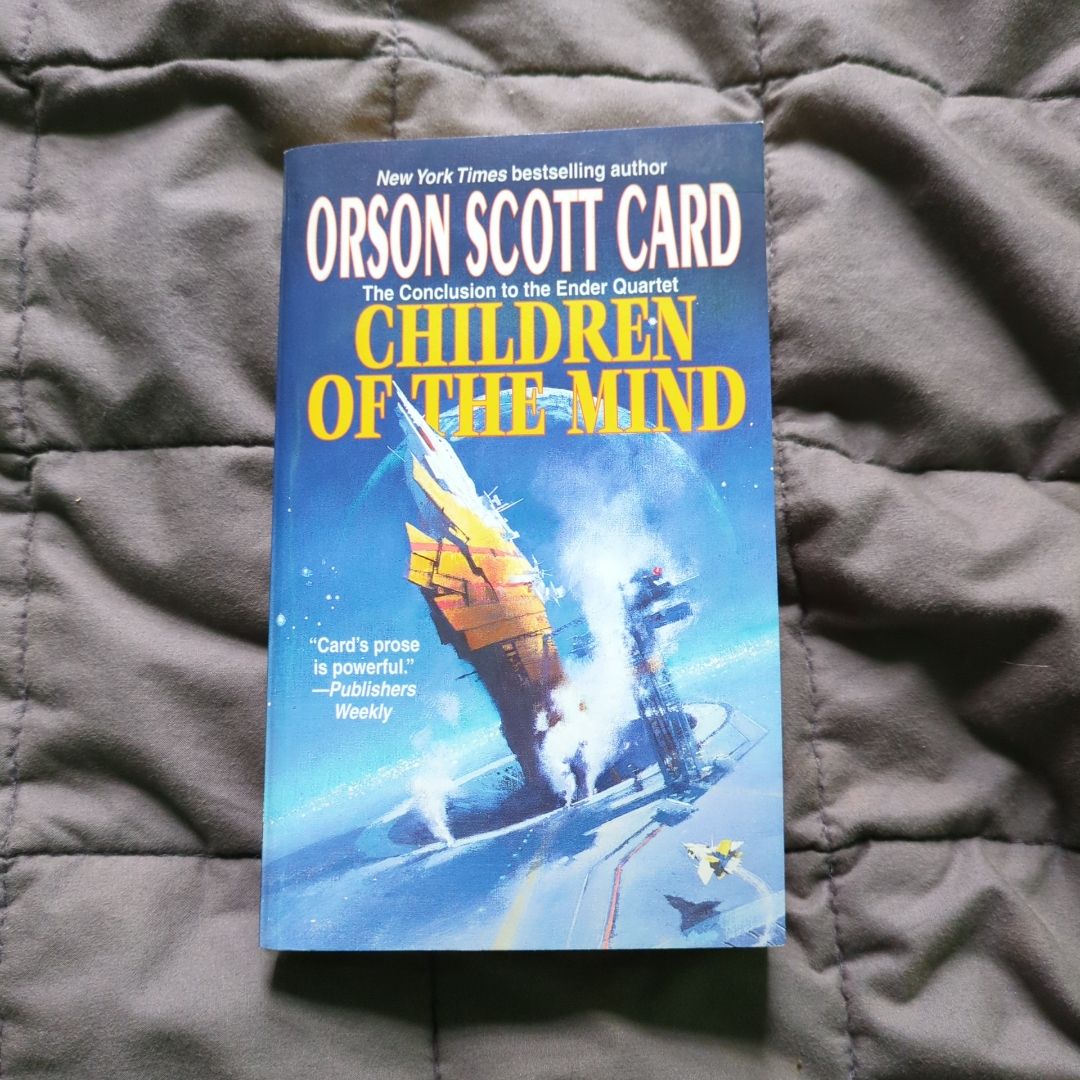 New York Times bestselling author
ORSON SCOTT CARD
The Conclusion to the Ender Quartet
CHILDREN
OF THE MIND
“Card’s prose
is powerful.”
—Publishers
Weekly